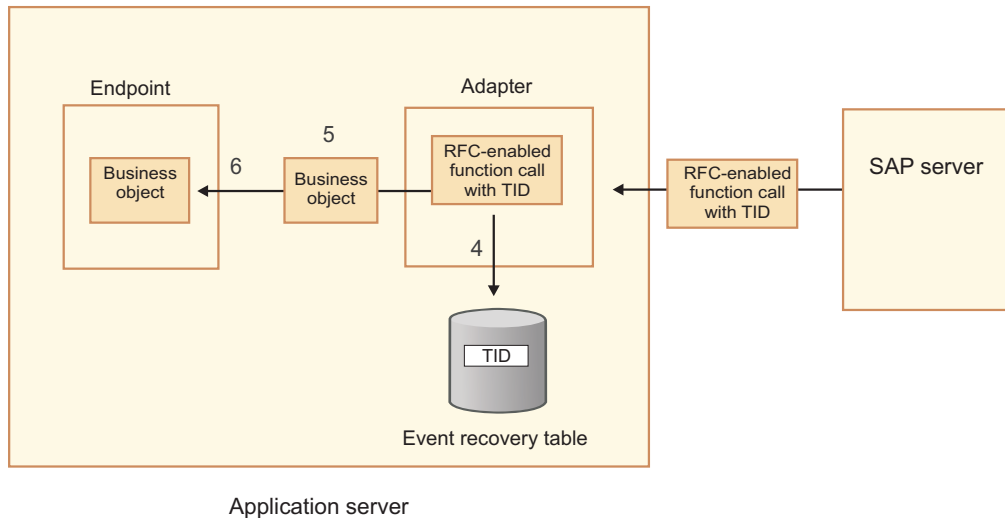 Endpoint
Adapter
5
6
Business
object
Business
object
RFC-enabled
function call
with TID
4
RFC-enabled
function call
with TID
SAP server
TID
Event recovery table
Application server